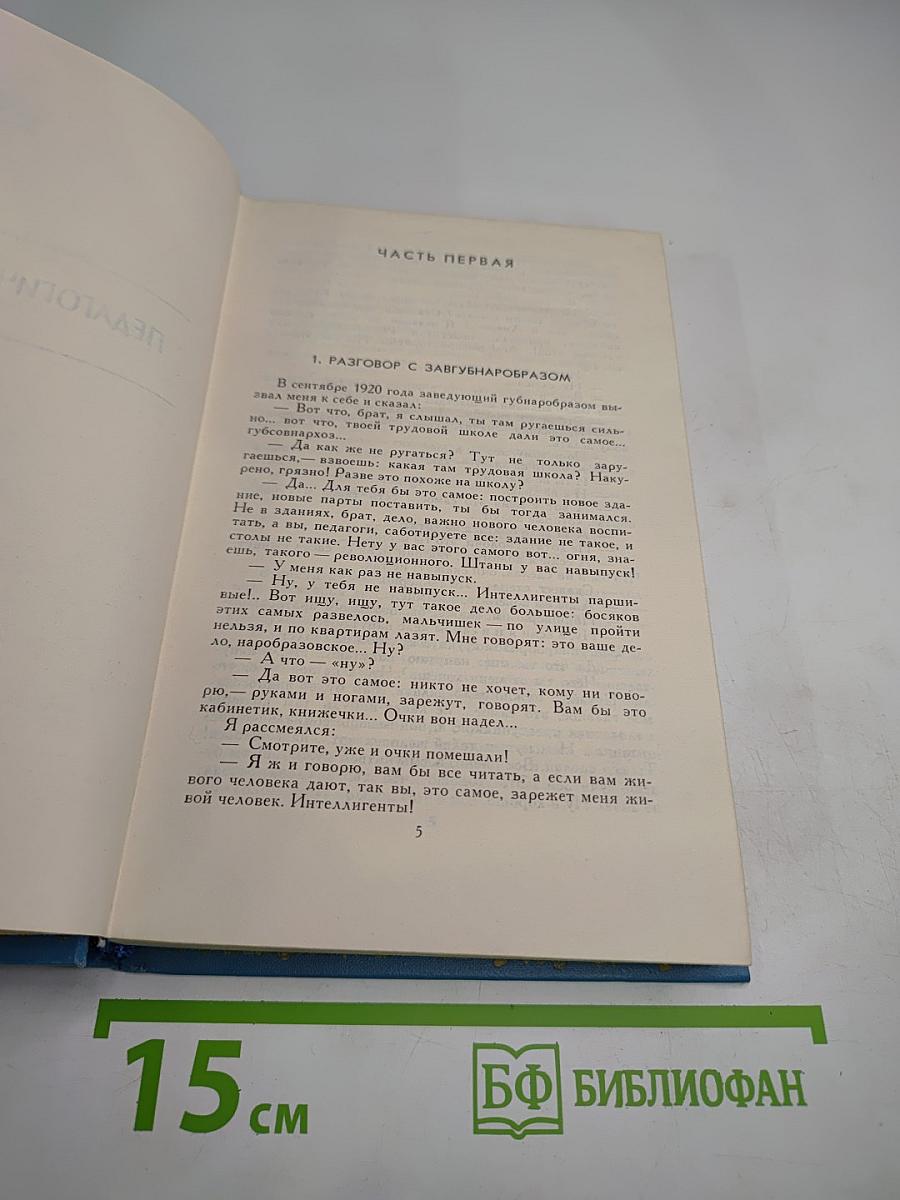 ПЕДАГОГИЧ
ЧАСТЬ ПЕРВАЯ
1. РАЗГОВОР С ЗАВГУБНАРОБРАЗОМ
В сентябре 1920 года заведующий губнаробразом вы-
звал меня к себе и сказал:
— Вот что, брат, я слышал, ты там ругаешься силь-
но... вот что, твоей трудовой школе дали это самое...
губсовнархоз...
— Да как же не ругаться? Тут не только зару-
гаешься,— взвоешь: какая там трудовая школа? Наку-
рено, грязно! Разве это похоже на школу?
— Да... Для тебя бы это самое: построить новое зда-
ние, новые парты поставить, ты бы тогда занимался.
Не в зданиях, брат, дело, важно нового человека воспи-
тать, а вы, педагоги, саботируете все: здание не такое, и
столы не такие. Нету у вас этого самого вот... огня, зна-
ешь, такого — революционного. Штаны у вас навыпуск!
— У меня как раз не навыпуск.
— Ну, у тебя не навыпуск... Интеллигенты парши-
вые!.. Вот ищу, ищу, тут такое дело большое: босяков
этих самых развелось, мальчишек — по улице пройти
нельзя, и по квартирам лазят. Мне говорят: это ваше де-
ло, наробразовское... Ну?
— А что — «ну»?
— Да вот это самое: никто не хочет, кому ни гово-
рю,— руками и ногами, зарежут, говорят. Вам бы это
кабинетик, книжечки... Очки вон надел...
Я рассмеялся:
— Смотрите, уже и очки помешали!
— Я ж и говорю, вам бы все читать, а если вам жи-
вого человека дают, так вы, это самое, зарежет меня жи-
вой человек. Интеллигенты!
5
15 см
БФ БИБЛИОФАН